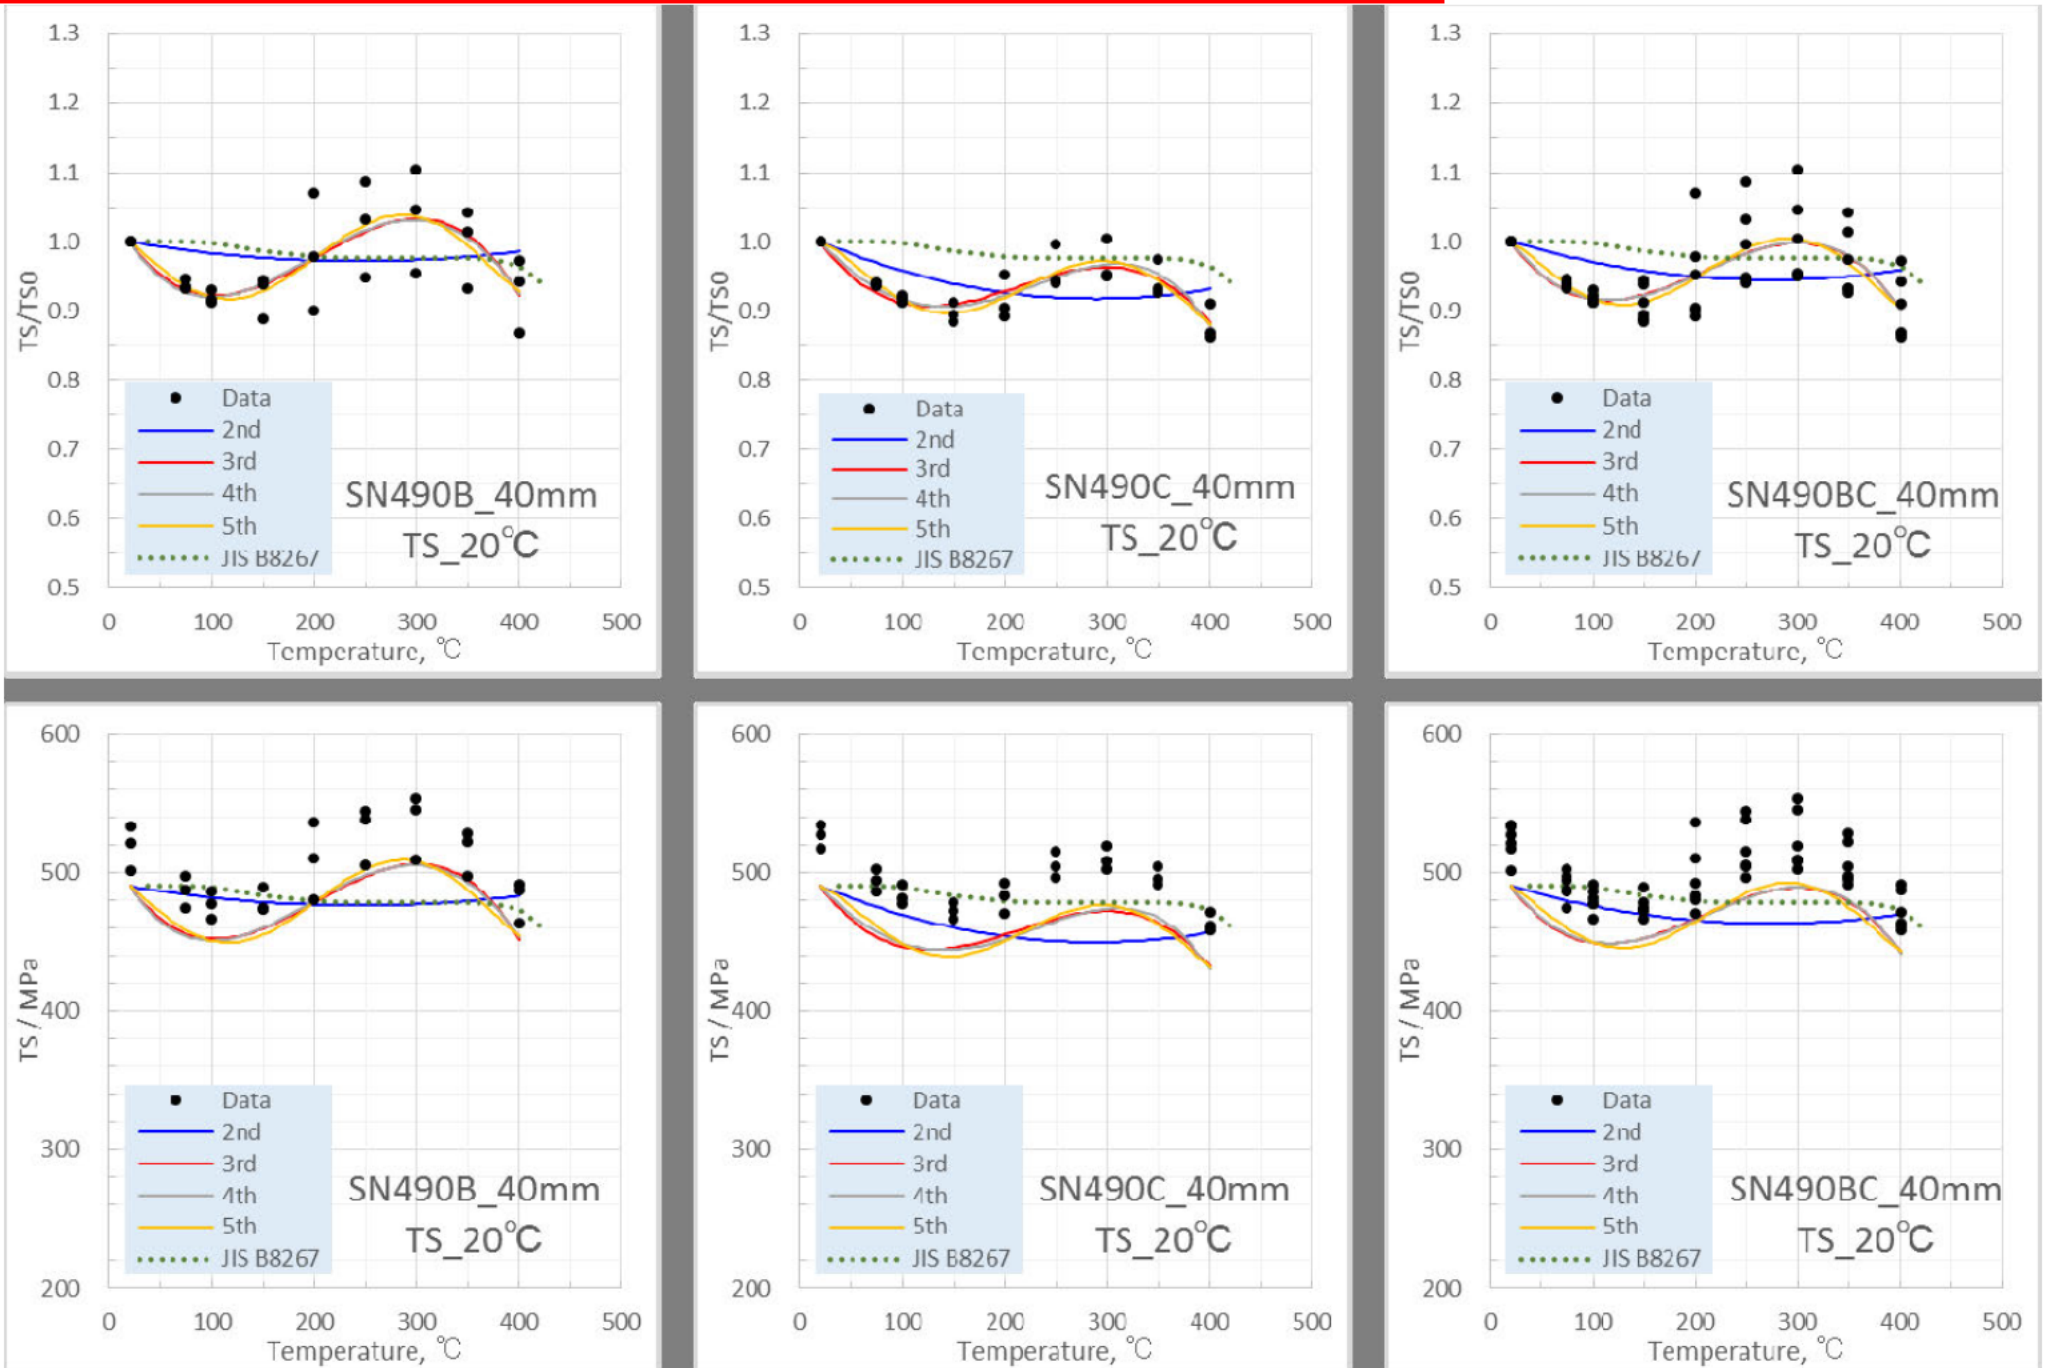 1.3
1.2
1.1
1.0
0.9
0.8
0.7
0.6
0.5
TS/TS0
Data
2nd
3rd
4th
5th
JIS B8267
SN490B_40mm
TS_20℃
0 100 200 300 400 500
Temperature, ℃
1.3
1.2
1.1
1.0
0.9
0.8
0.7
0.6
0.5
TS/TS0
Data
2nd
3rd
4th
5th
JIS B8267
SN490C_40mm
TS_20℃
0 100 200 300 400 500
Temperature, ℃
1.3
1.2
1.1
1.0
0.9
0.8
0.7
0.6
0.5
TS/TS0
Data
2nd
3rd
4th
5th
JIS B8267
SN490BC_40mm
TS_20℃
0 100 200 300 400 500
Temperature, ℃
600
500
400
300
200
TS / MPa
Data
2nd
3rd
4th
5th
JIS B8267
SN490B_40mm
TS_20℃
0 100 200 300 400 500
Temperature, ℃
600
500
400
300
200
TS / MPa
Data
2nd
3rd
4th
5th
JIS B8267
SN490C_40mm
TS_20℃
0 100 200 300 400 500
Temperature, ℃
600
500
400
300
200
TS / MPa
Data
2nd
3rd
4th
5th
JIS B8267
SN490BC_40mm
TS_20℃
0 100 200 300 400 500
Temperature, ℃